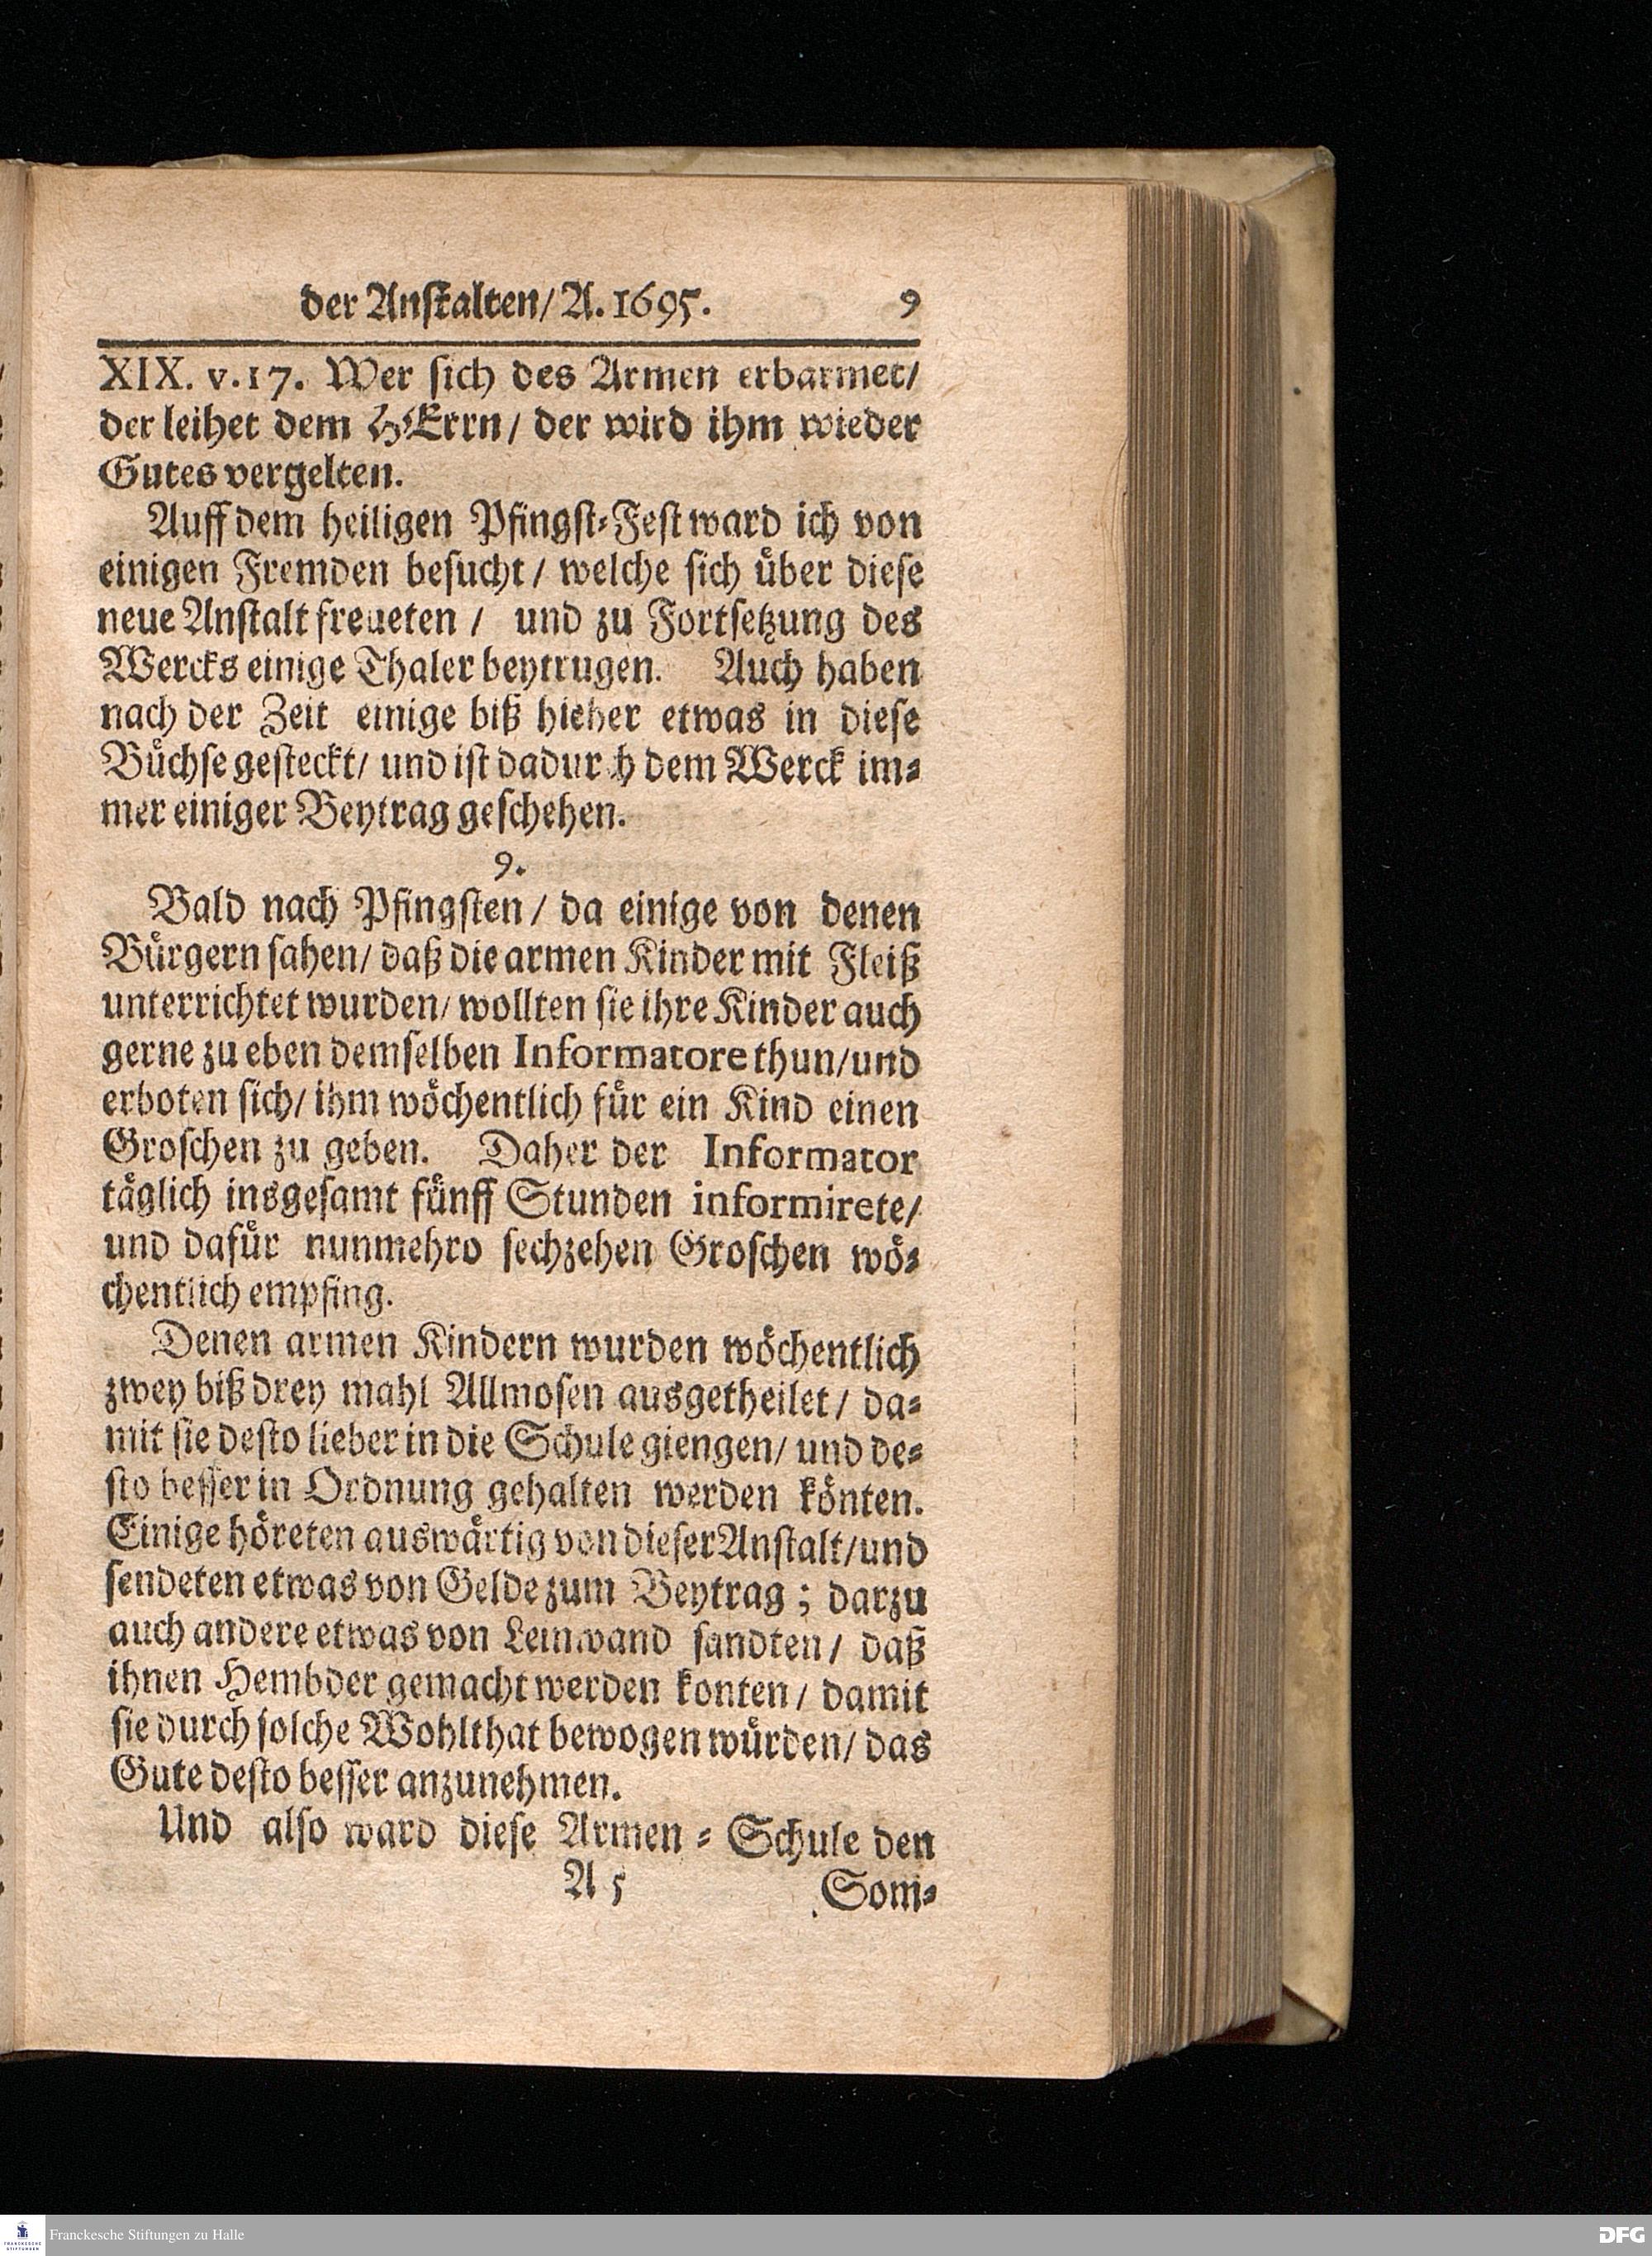 der Anstalten/ A. 1695. 9
XIX. v. 17. Wer sich des Armen erbarmet/
der leihet dem HErrn/ der wird ihm wieder
Gutes vergelten.
Auff dem heiligen Pfingst-Fest ward ich von
einigen Fremden besucht/ welche sich über diese
neue Anstalt freueten/ und zu Fortsetzung des
Wercks einige Thaler beytrugen. Auch haben
nach der Zeit einige biß hieher etwas in diese
Büchse gesteckt/ und ist dadurch dem Werck im-
mer einiger Beytrag geschehen.
9.
Bald nach Pfingsten/ da einige von denen
Bürgern sahen/ daß die armen Kinder mit Fleiß
unterrichtet wurden/ wollten sie ihre Kinder auch
gerne zu eben demselben Informatore thun/ und
erboten sich/ ihm wöchentlich für ein Kind einen
Groschen zu geben. Daher der Informator
täglich insgesamt fünff Stunden informirete/
und dafür nunmehro sechzehen Groschen wö-
chentlich empfing.
Denen armen Kindern wurden wöchentlich
zwey biß drey mahl Allmosen ausgetheilet/ da-
mit sie desto lieber in die Schule giengen/ und de-
sto besser in Ordnung gehalten werden könten.
Einige höreten auswärtig von dieser Anstalt/ und
sendeten etwas von Gelde zum Beytrag; darzu
auch andere etwas von Leinwand sandten/ daß
ihnen Hembder gemacht werden konten/ damit
sie durch solche Wohlthat bewogen würden/ das
Gute desto besser anzunehmen.
Und also ward diese Armen-Schule den
A 5 Som-
FRANCKESCHE STIFTUNGEN
Franckesche Stiftungen zu Halle
DFG